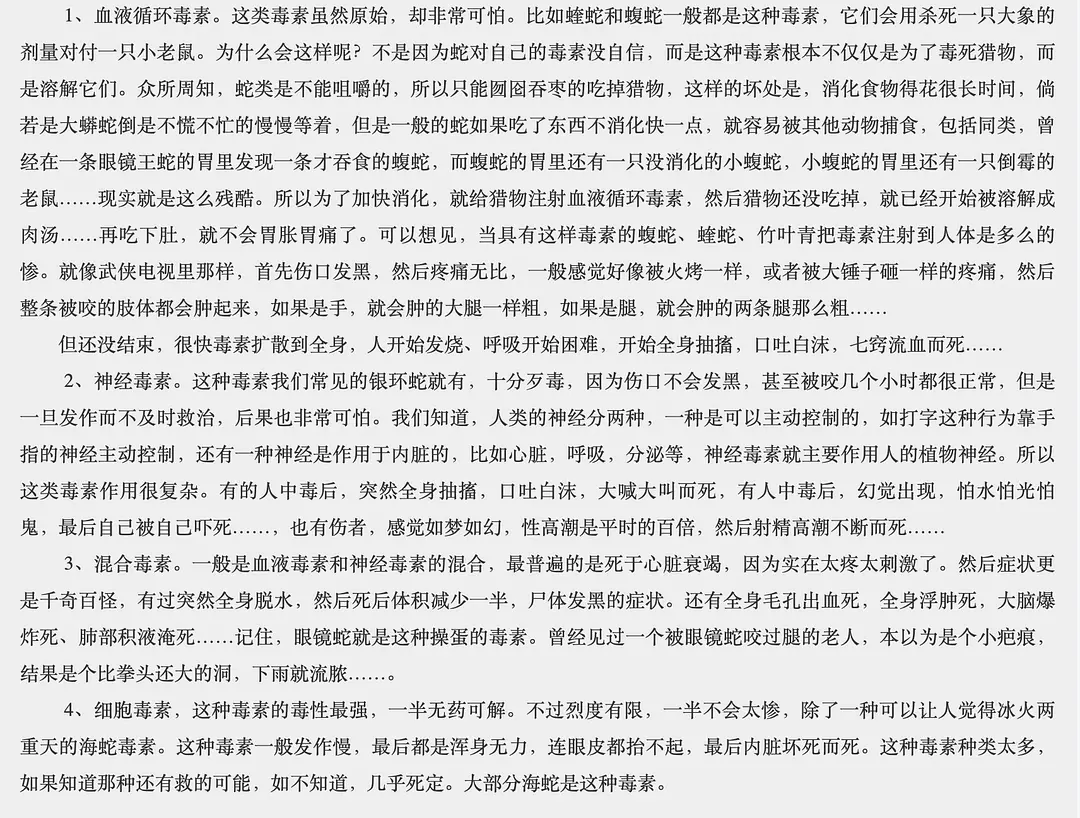 1、血液循环毒素。这类毒素虽然原始，却非常可怕。比如蝰蛇和蝮蛇一般都是这种毒素，它们会用杀死一只大象的
剂量对付一只小老鼠。为什么会这样呢？不是因为蛇对自己的毒素没自信，而是这种毒素根本不仅仅是为了毒死猎物，而
是溶解它们。众所周知，蛇类是不能咀嚼的，所以只能囫囵吞枣的吃掉猎物，这样的坏处是，消化食物得花很长时间，倘
若是大蟒蛇倒是不慌不忙的慢慢等着，但是一般的蛇如果吃了东西不消化快一点，就容易被其他动物捕食，包括同类，曾
经在一条眼镜王蛇的胃里发现一条才吞食的蝮蛇，而蝮蛇的胃里还有一只没消化的小蝮蛇，小蝮蛇的胃里还有一只倒霉的
老鼠……现实就是这么残酷。所以为了加快消化，就给猎物注射血液循环毒素，然后猎物还没吃掉，就已经开始被溶解成
肉汤……再吃下肚，就不会胃胀胃痛了。可以想见，当具有这样毒素的蝮蛇、蝰蛇、竹叶青把毒素注射到人体是多么的
惨。就像武侠电视里那样，首先伤口发黑，然后疼痛无比，一般感觉好像被火烤一样，或者被大锤子砸一样的疼痛，然后
整条被咬的肢体都会肿起来，如果是手，就会肿的大腿一样粗，如果是腿，就会肿的两条腿那么粗……
但还没结束，很快毒素扩散到全身，人开始发烧、呼吸开始困难，开始全身抽搐，口吐白沫，七窍流血而死……
2、神经毒素。这种毒素我们常见的银环蛇就有，十分歹毒，因为伤口不会发黑，甚至被咬几个小时都很正常，但是
一旦发作而不及时救治，后果也非常可怕。我们知道，人类的神经分两种，一种是可以主动控制的，如打字这种行为靠手
指的神经主动控制，还有一种神经是作用于内脏的，比如心脏，呼吸，分泌等，神经毒素就主要作用人的植物神经。所以
这类毒素作用很复杂。有的人中毒后，突然全身抽搐，口吐白沫，大喊大叫而死，有人中毒后，幻觉出现，怕水怕光怕
鬼，最后自己被自己吓死……，也有伤者，感觉如梦如幻，性高潮是平时的百倍，然后射精高潮不断而死……
3、混合毒素。一般是血液毒素和神经毒素的混合，最普遍的是死于心脏衰竭，因为实在太疼太刺激了。然后症状更
是千奇百怪，有过突然全身脱水，然后死后体积减少一半，尸体发黑的症状。还有全身毛孔出血死，全身浮肿死，大脑爆
炸死、肺部积液淹死……记住，眼镜蛇就是这种操蛋的毒素。曾经见过一个被眼镜蛇咬过腿的老人，本以为是个小疤痕，
结果是个比拳头还大的洞，下雨就流脓……。
4、细胞毒素，这种毒素的毒性最强，一半无药可解。不过烈度有限，一半不会太惨，除了一种可以让人觉得冰火两
重天的海蛇毒素。这种毒素一般发作慢，最后都是浑身无力，连眼皮都抬不起，最后内脏坏死而死。这种毒素种类太多，
如果知道那种还有救的可能，如不知道，几乎死定。大部分海蛇是这种毒素。